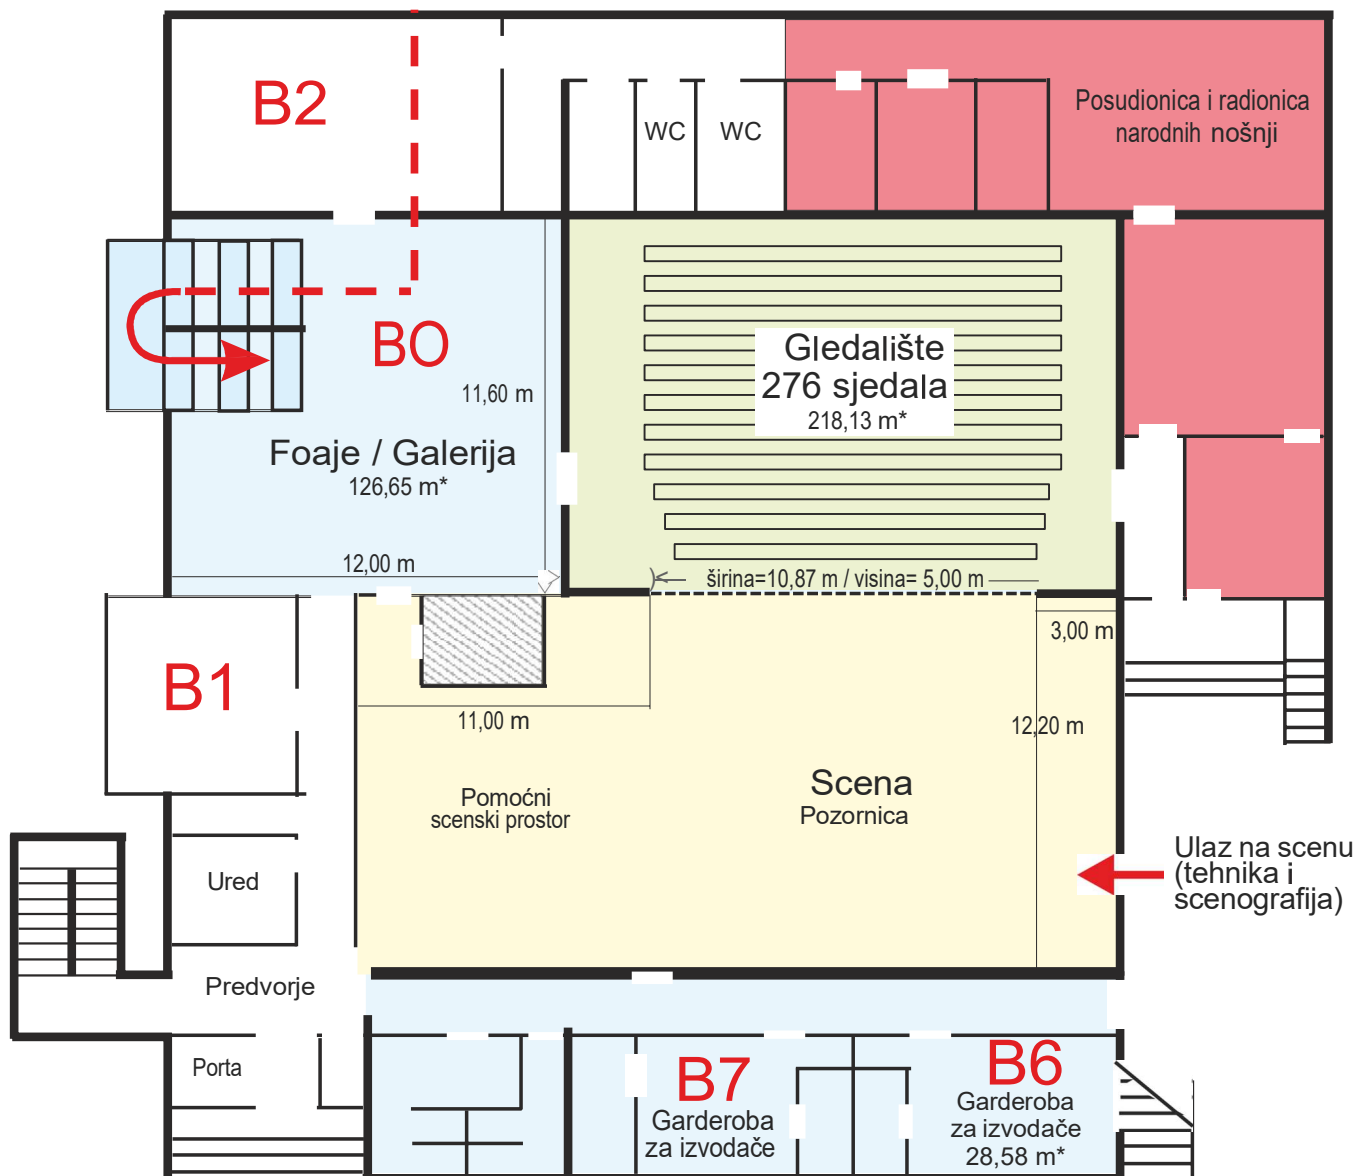 B2
WC
WC
Posudionica i radionica
narodnih nošnji
BO
11,60 m
Foaje / Galerija
126,65 m*
12,00 m
Gledalište
276 sjedala
218,13 m*
širina=10,87 m / visina= 5,00 m
3,00 m
B1
11,00 m
12,20 m
Pomoćni
scenski prostor
Scena
Pozornica
Ulaz na scenu
(tehnika i
scenografija)
Ured
Predvorje
Porta
B7
Garderoba
za izvođače
B6
Garderoba
za izvođače
28,58 m*